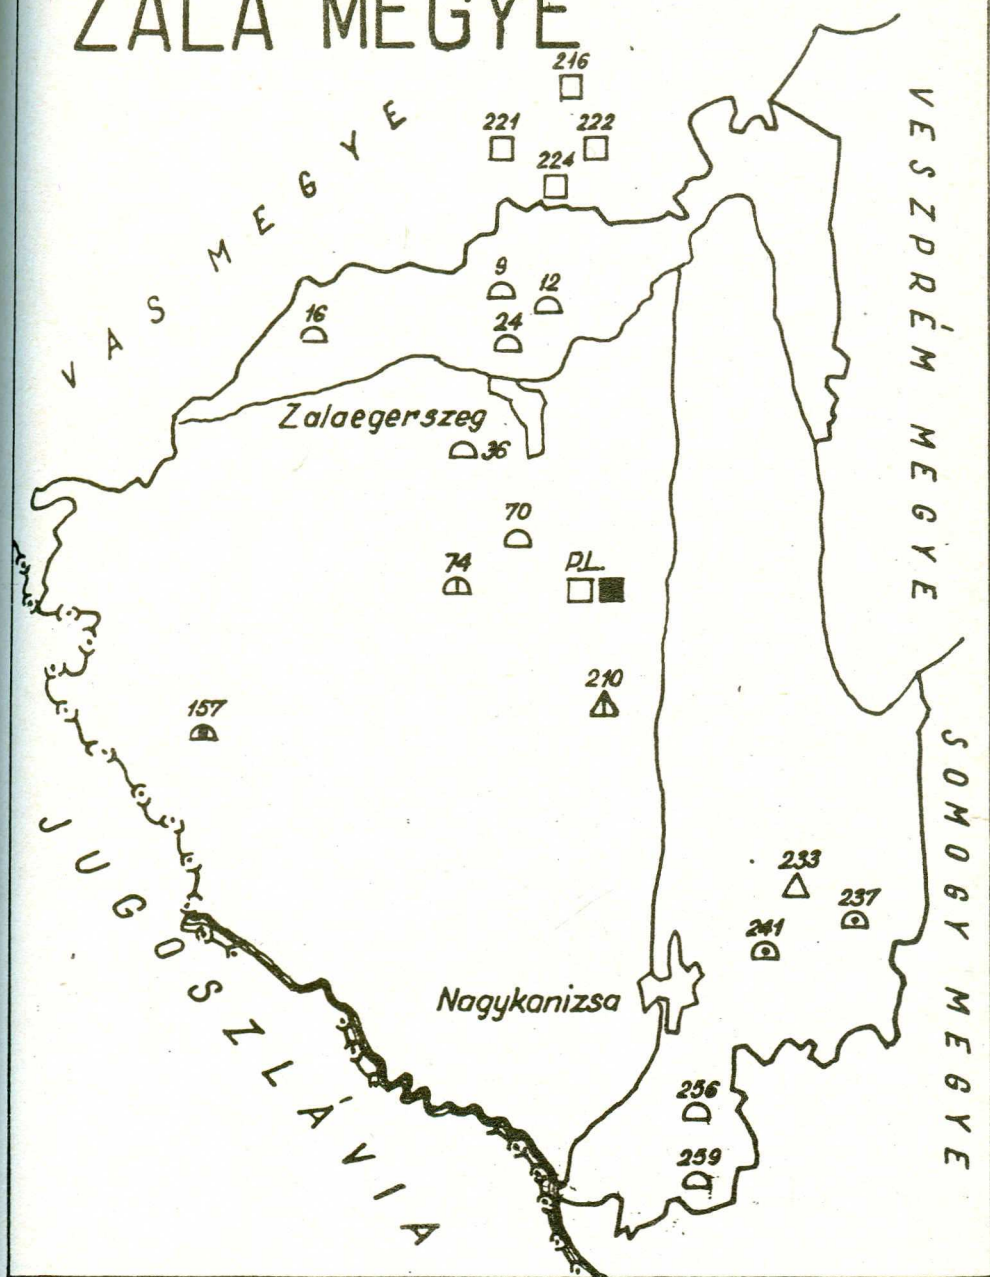 ZALA MEGYE
216
221
222
224
VAS MEGYE
VESZPRÉM MEGYE
9
12
16
24
Zalaegerszeg
36
70
74
P.L.
210
157
JUGOSZLÁVIA
SOMOGY MEGYE
233
237
241
Nagykanizsa
256
259